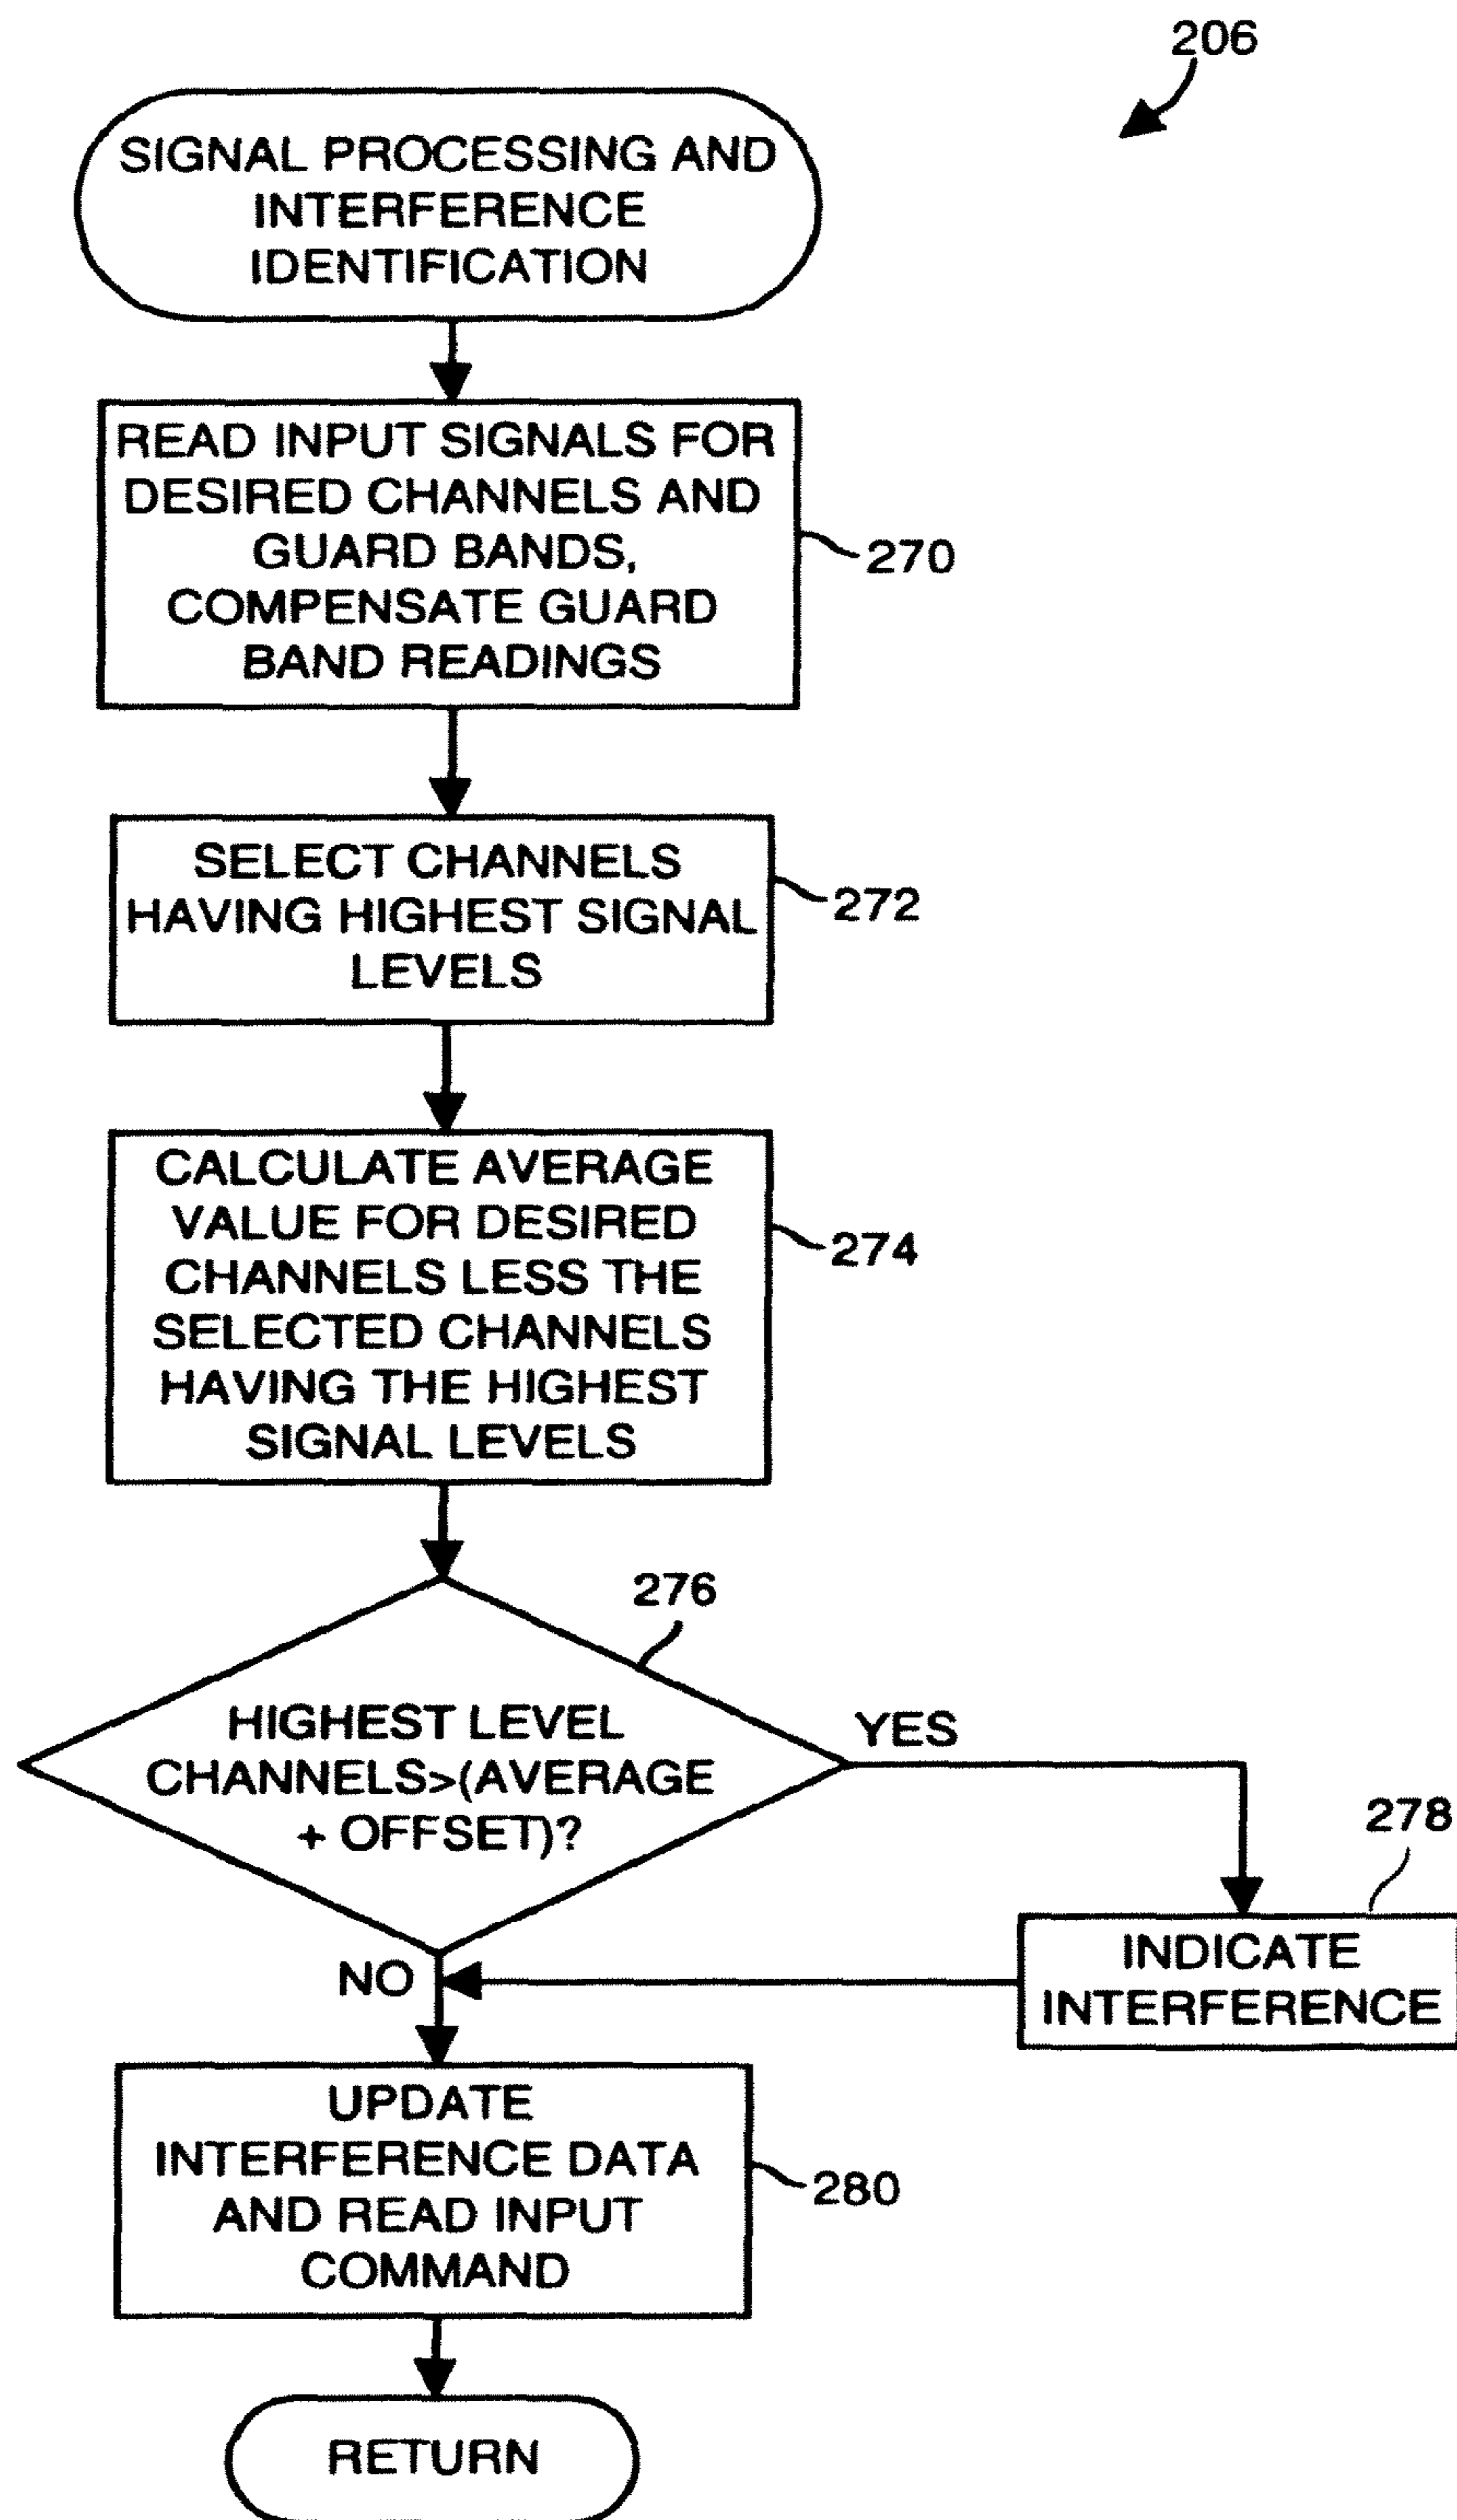 206
SIGNAL PROCESSING AND
INTERFERENCE
IDENTIFICATION
READ INPUT SIGNALS FOR
DESIRED CHANNELS AND
GUARD BANDS,
COMPENSATE GUARD
BAND READINGS
270
SELECT CHANNELS
HAVING HIGHEST SIGNAL
LEVELS
272
CALCULATE AVERAGE
VALUE FOR DESIRED
CHANNELS LESS THE
SELECTED CHANNELS
HAVING THE HIGHEST
SIGNAL LEVELS
274
276
HIGHEST LEVEL
CHANNELS>(AVERAGE
+ OFFSET)?
YES
278
INDICATE
INTERFERENCE
NO
UPDATE
INTERFERENCE DATA
AND READ INPUT
COMMAND
280
RETURN